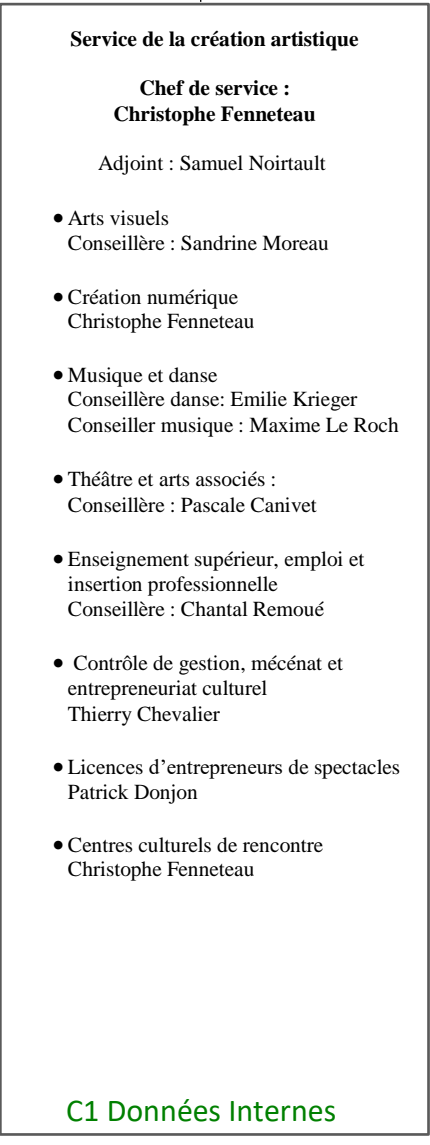 Service de la création artistique
Chef de service :
Christophe Fenneteau
Adjoint : Samuel Noirtault
• Arts visuels
Conseillère : Sandrine Moreau
• Création numérique
Christophe Fenneteau
• Musique et danse
Conseillère danse: Emilie Krieger
Conseiller musique : Maxime Le Roch
• Théâtre et arts associés :
Conseillère : Pascale Canivet
• Enseignement supérieur, emploi et
insertion professionnelle
Conseillère : Chantal Remoué
• Contrôle de gestion, mécénat et
entrepreneuriat culturel
Thierry Chevalier
• Licences d’entrepreneurs de spectacles
Patrick Donjon
• Centres culturels de rencontre
Christophe Fenneteau
C1 Données Internes